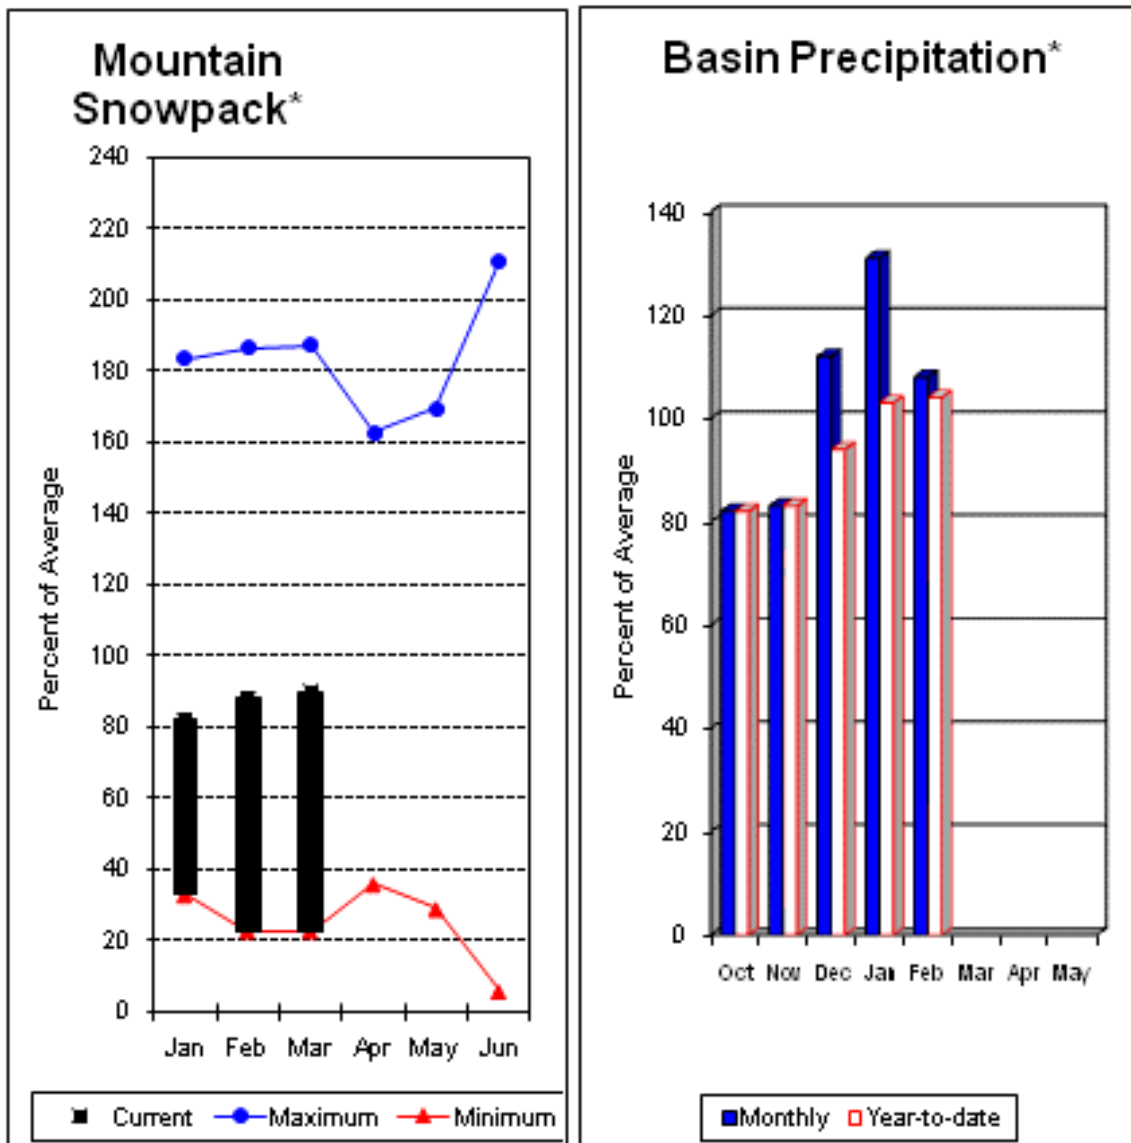 Mountain
Snowpack*
240
220
200
180
160
140
120
100
80
60
40
20
0
Percent of Average
Jan Feb Mar Apr May Jun
Current Maximum Minimum
Basin Precipitation*
140
120
100
80
60
40
20
0
Percent of Average
Oct Nov Dec Jan Feb Mar Apr May
Monthly Year-to-date